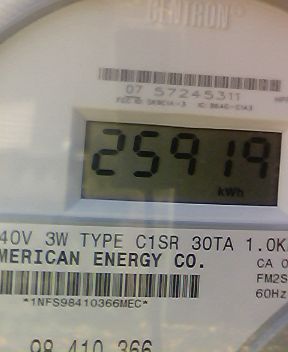 CENTRON
07 57245311
25919
kWh
40V 3W TYPE C1SR 30TA 1.0K
MERICAN ENERGY CO.
CA 0
FM2S
60Hz
*1NFS98410366MEC*
98 410 366